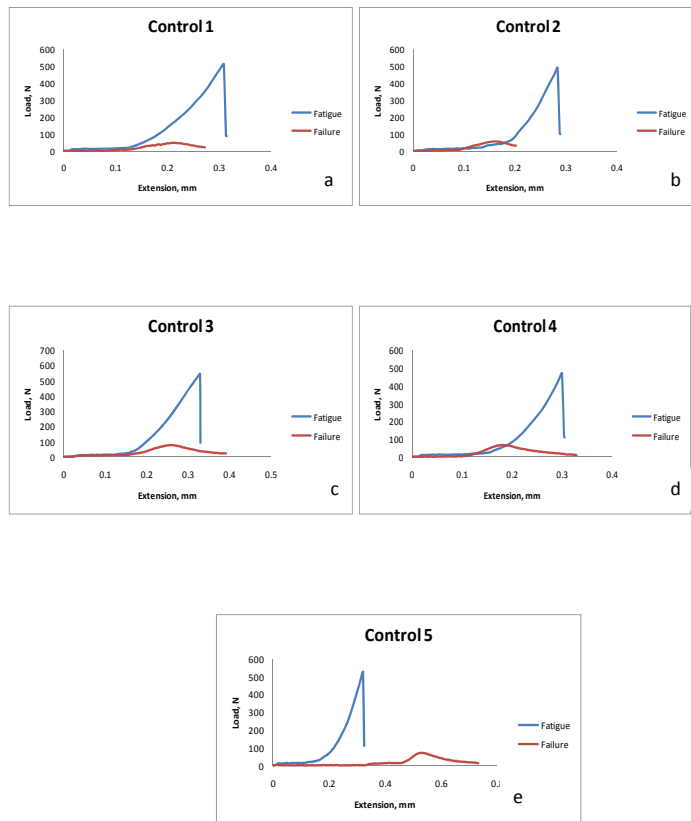 Control 1
600
500
400
300
200
100
0
Load, N
0 0.1 0.2 0.3 0.4
Extension, mm
Fatigue
Failure
a
Control 2
600
500
400
300
200
100
0
Load, N
0 0.1 0.2 0.3 0.4
Extension, mm
Fatigue
Failure
b
Control 3
700
600
500
400
300
200
100
0
Load, N
0 0.1 0.2 0.3 0.4 0.5
Extension, mm
Fatigue
Failure
c
Control 4
600
500
400
300
200
100
0
Load, N
0 0.1 0.2 0.3 0.4
Extension, mm
Fatigue
Failure
d
Control 5
600
500
400
300
200
100
0
Load, N
0 0.2 0.4 0.6
Extension, mm
Fatigue
Failure
e